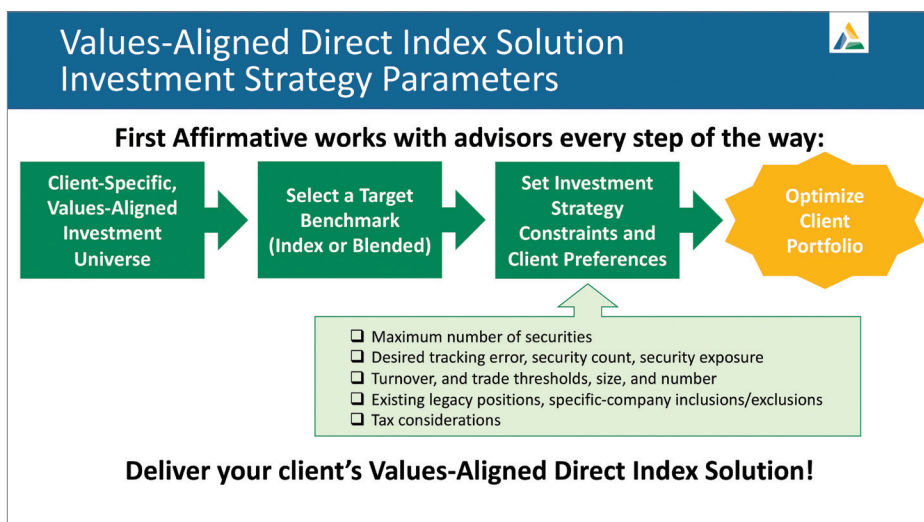 Values-Aligned Direct Index Solution
Investment Strategy Parameters
First Affirmative works with advisors every step of the way:
Client-Specific,
Values-Aligned
Investment
Universe
Select a Target
Benchmark
(Index or Blended)
Set Investment
Strategy
Constraints and
Client Preferences
Optimize
Client
Portfolio
❑ Maximum number of securities
❑ Desired tracking error, security count, security exposure
❑ Turnover, and trade thresholds, size, and number
❑ Existing legacy positions, specific-company inclusions/exclusions
❑ Tax considerations
Deliver your client’s Values-Aligned Direct Index Solution!